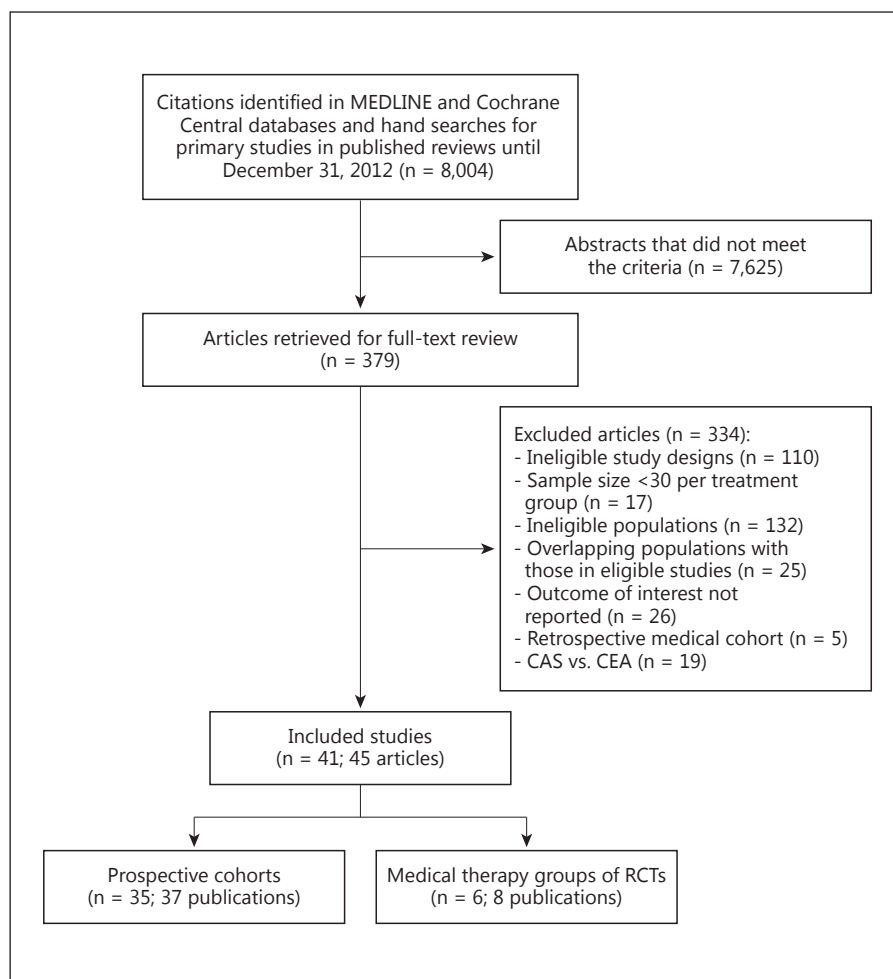 Citations identified in MEDLINE and Cochrane
Central databases and hand searches for
primary studies in published reviews until
December 31, 2012 (n = 8,004)
Abstracts that did not meet
the criteria (n = 7,625)
Articles retrieved for full-text review
(n = 379)
Excluded articles (n = 334):
- Ineligible study designs (n = 110)
- Sample size <30 per treatment
group (n = 17)
- Ineligible populations (n = 132)
- Overlapping populations with
those in eligible studies (n = 25)
- Outcome of interest not
reported (n = 26)
- Retrospective medical cohort (n = 5)
- CAS vs. CEA (n = 19)
Included studies
(n = 41; 45 articles)
Prospective cohorts
(n = 35; 37 publications)
Medical therapy groups of RCTs
(n = 6; 8 publications)